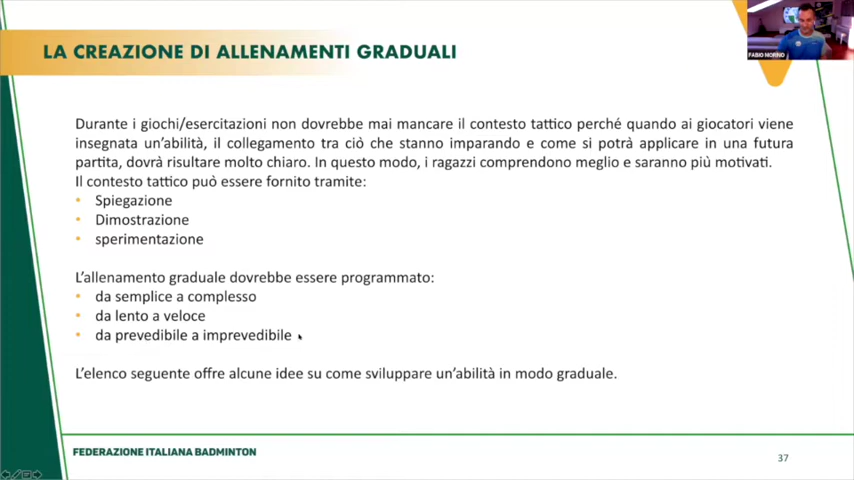 LA CREAZIONE DI ALLENAMENTI GRADUALI
FABIO MORINO
Durante i giochi/esercitazioni non dovrebbe mai mancare il contesto tattico perché quando ai giocatori viene
insegnata un'abilità, il collegamento tra ciò che stanno imparando e come si potrà applicare in una futura
partita, dovrà risultare molto chiaro. In questo modo, i ragazzi comprendono meglio e saranno più motivati.
Il contesto tattico può essere fornito tramite:
• Spiegazione
• Dimostrazione
• sperimentazione
L'allenamento graduale dovrebbe essere programmato:
• da semplice a complesso
• da lento a veloce
• da prevedibile a imprevedibile
L'elenco seguente offre alcune idee su come sviluppare un'abilità in modo graduale.
FEDERAZIONE ITALIANA BADMINTON
37